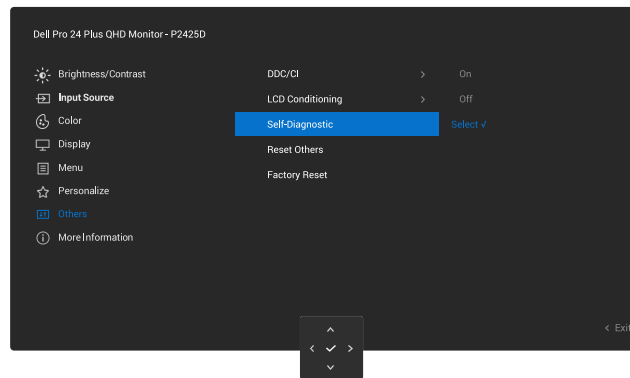 Dell Pro 24 Plus QHD Monitor - P2425D
Brightness/Contrast DDC/CI > On
Input Source LCD Conditioning > Off
Color Self-Diagnostic Select √
Display Reset Others
Menu Factory Reset
Personalize
Others
More Information
< Exit